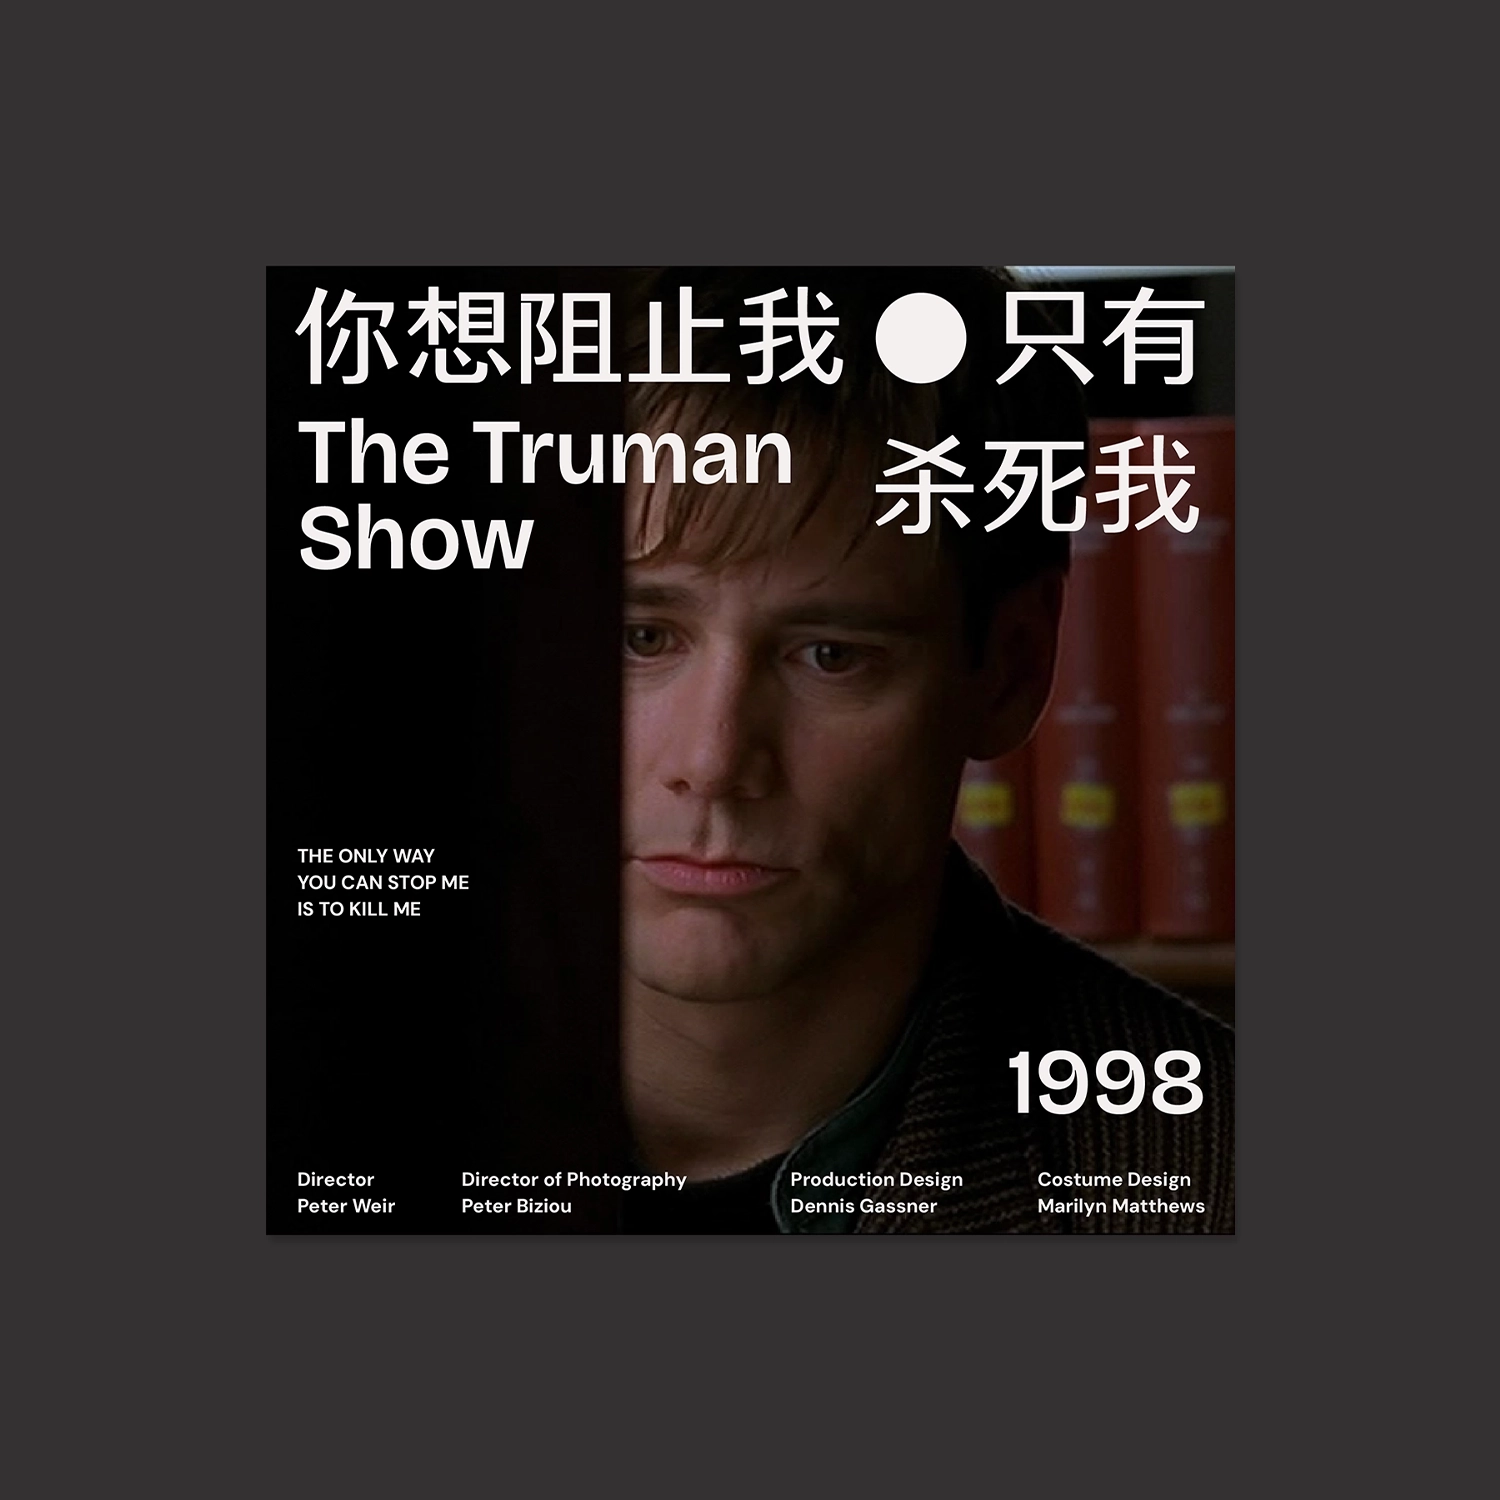 你想阻止我●只有
杀死我
The Truman
Show
THE ONLY WAY
YOU CAN STOP ME
IS TO KILL ME
1998
Director
Peter Weir
Director of Photography
Peter Biziou
Production Design
Dennis Gassner
Costume Design
Marilyn Matthews